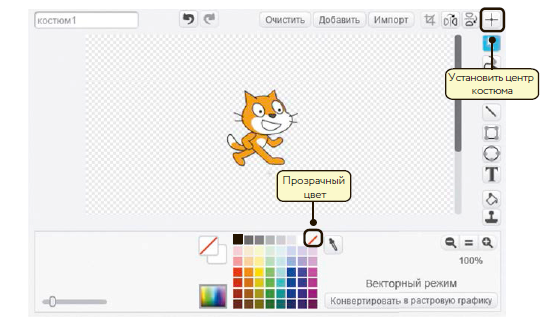 костюм1
Очистить Добавить Импорт
Установить центр
костюма
Прозрачный
цвет
T
100%
Векторный режим
Конвертировать в растровую графику